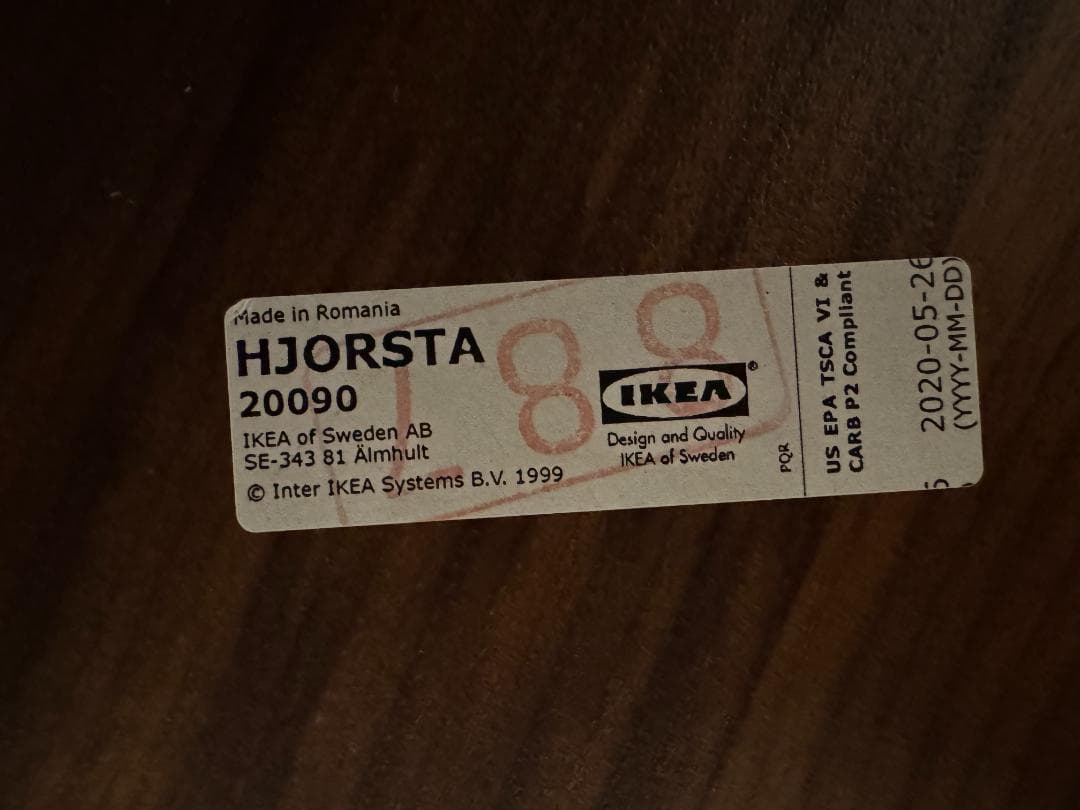 Made in Romania
HJORSTA
20090
IKEA of Sweden AB
SE-343 81 Älmhult
© Inter IKEA Systems B.V. 1999
188
IKEA®
Design and Quality
IKEA of Sweden
PQR
US EPA TSCA VI &
CARB P2 Compliant
2020-05-26
(YYYY-MM-DD)